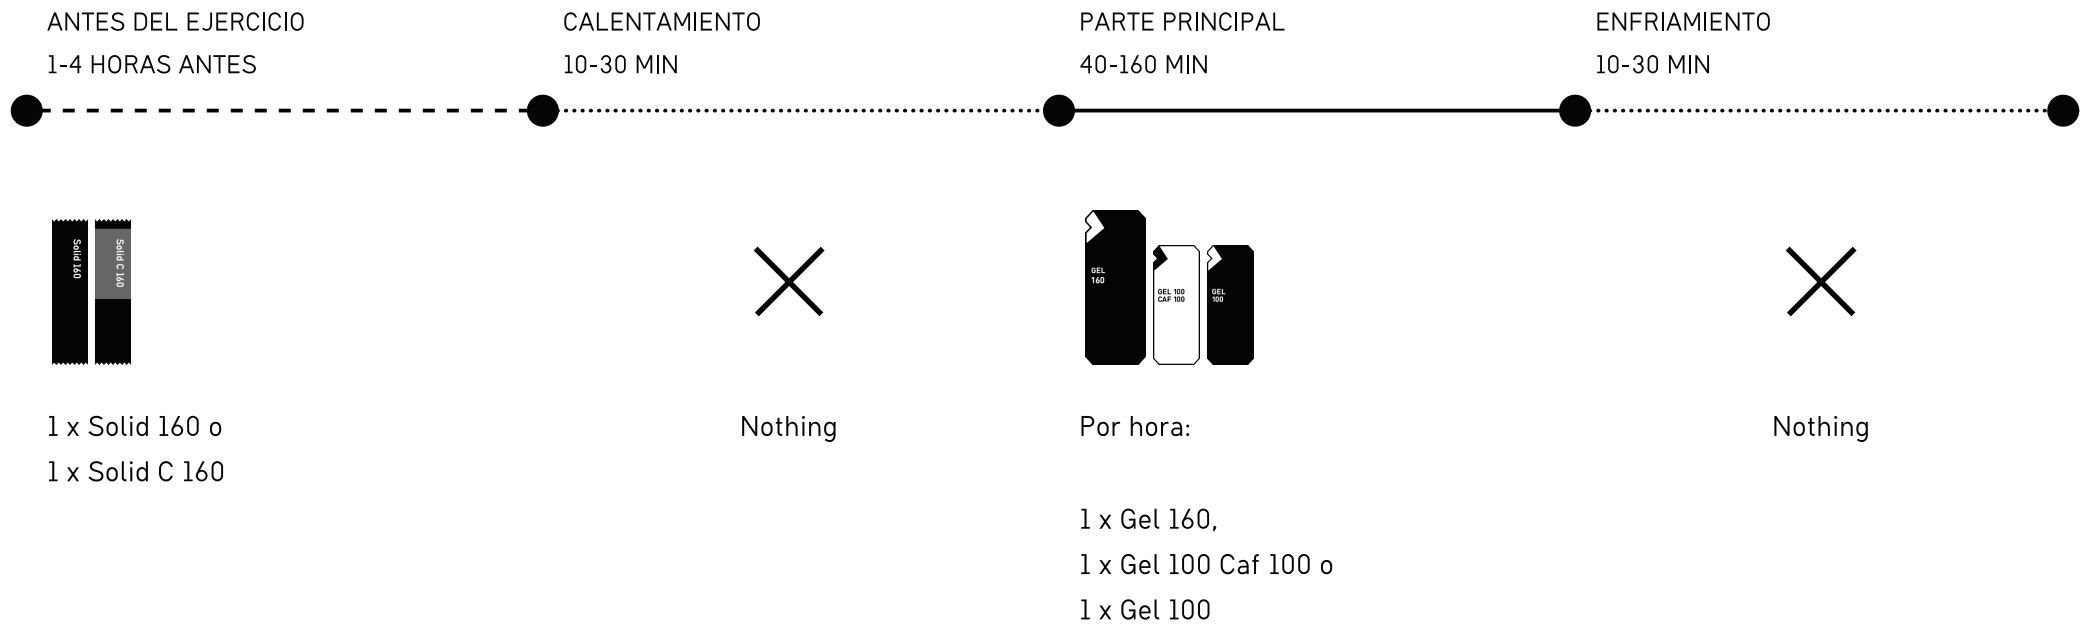 ANTES DEL EJERCICIO
1-4 HORAS ANTES
CALENTAMIENTO
10-30 MIN
PARTE PRINCIPAL
40-160 MIN
ENFRIAMIENTO
10-30 MIN
Solid 160
Solid C 160
GEL
160
GEL 100
CAF 100
GEL
100
1 x Solid 160 o
1 x Solid C 160
Nothing
Por hora:
1 x Gel 160,
1 x Gel 100 Caf 100 o
1 x Gel 100
Nothing